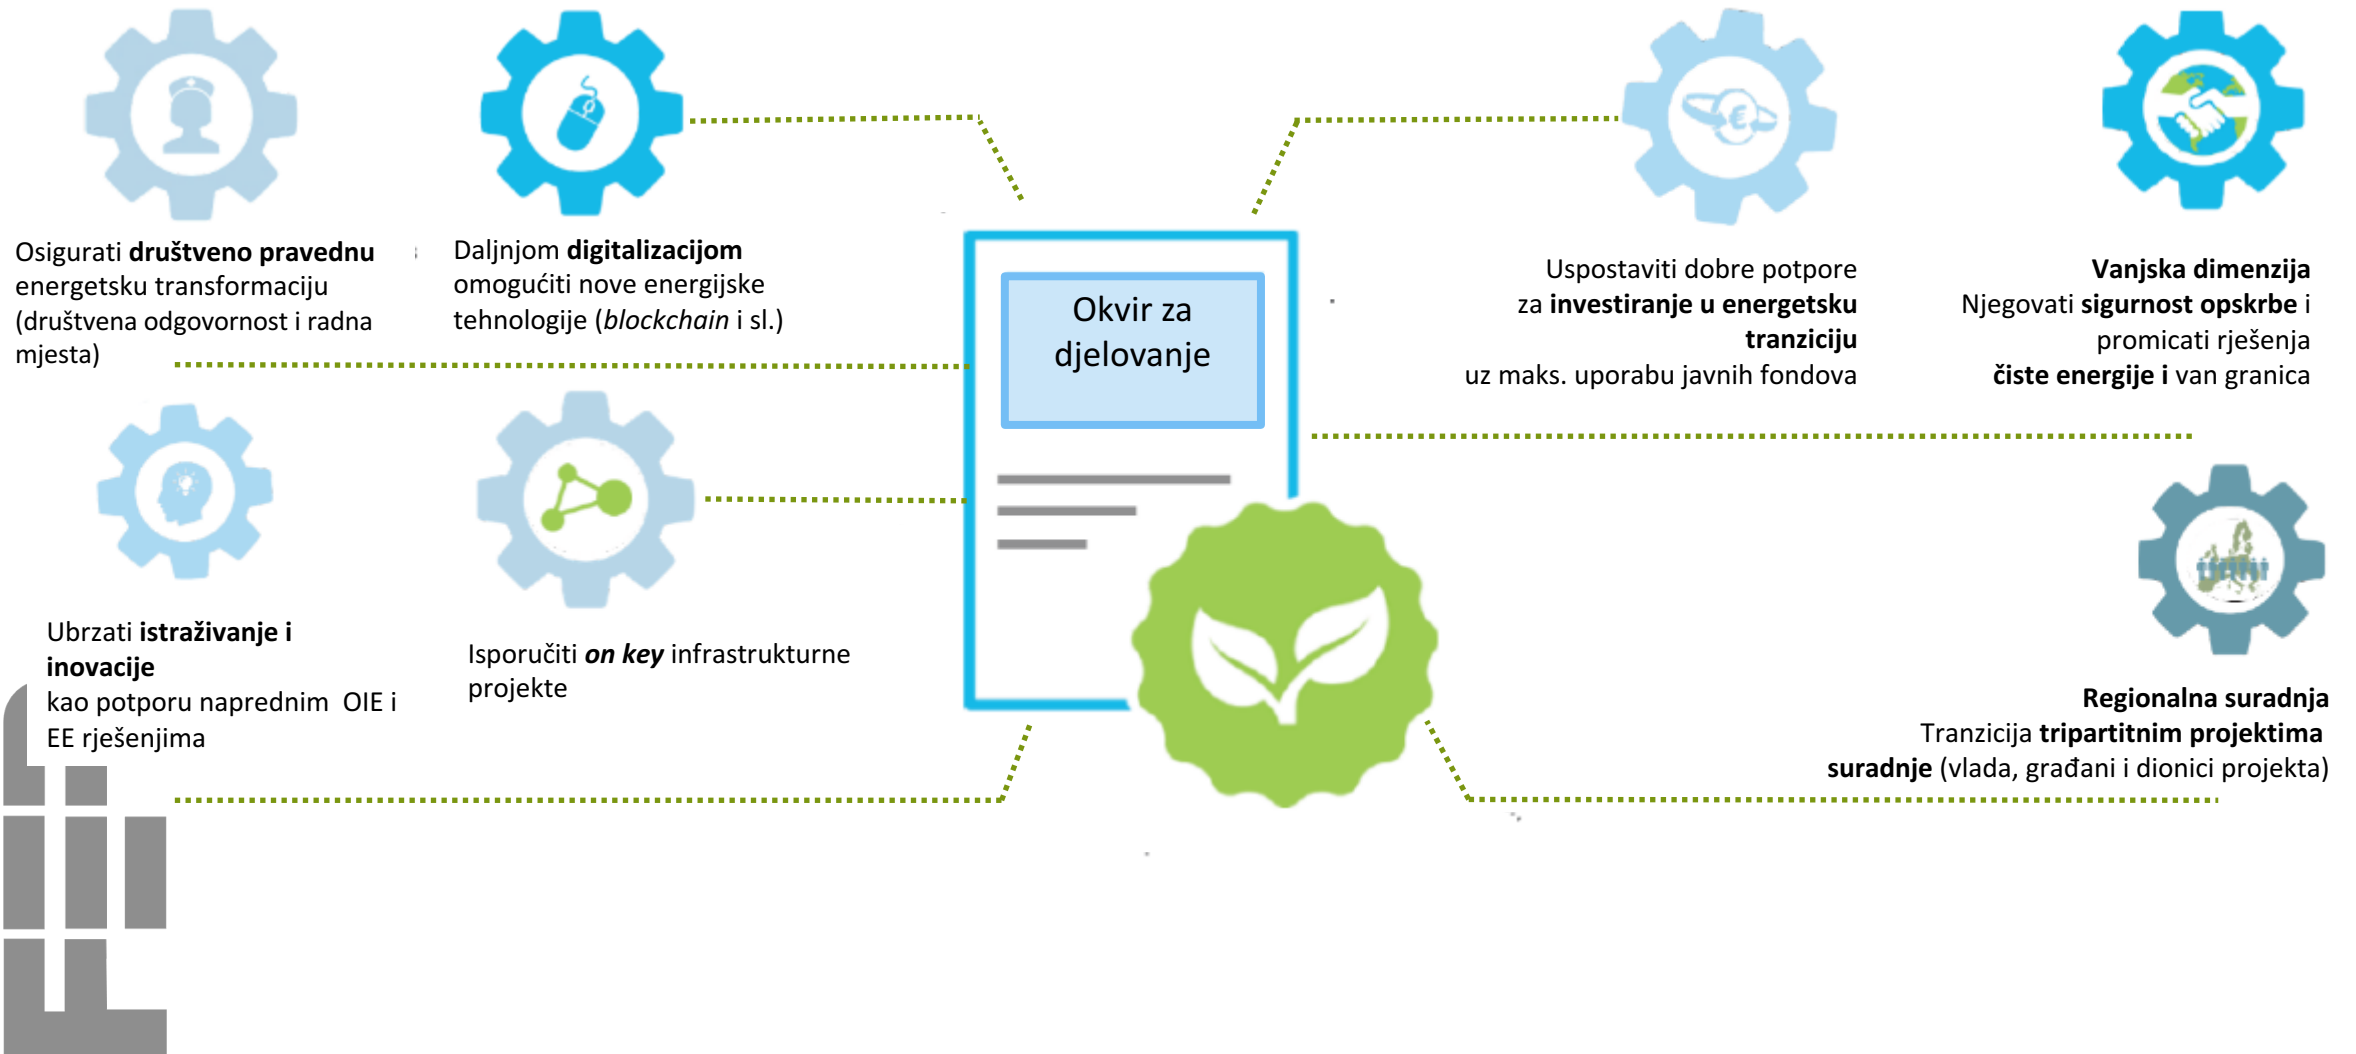 Osigurati društveno pravednu
energetsku transformaciju
(društvena odgovornost i radna
mjesta)
Daljnjom digitalizacijom
omogućiti nove energijske
tehnologije (blockchain i sl.)
Okvir za
djelovanje
Uspostaviti dobre potpore
za investiranje u energetsku
tranziciju
uz maks. uporabu javnih fondova
Vanjska dimenzija
Njegovati sigurnost opskrbe i
promicati rješenja
čiste energije i van granica
Ubrzati istraživanje i
inovacije
kao potporu naprednim OIE i
EE rješenjima
Isporučiti on key infrastrukturne
projekte
Regionalna suradnja
Tranzicija tripartitnim projektima
suradnje (vlada, građani i dionici projekta)